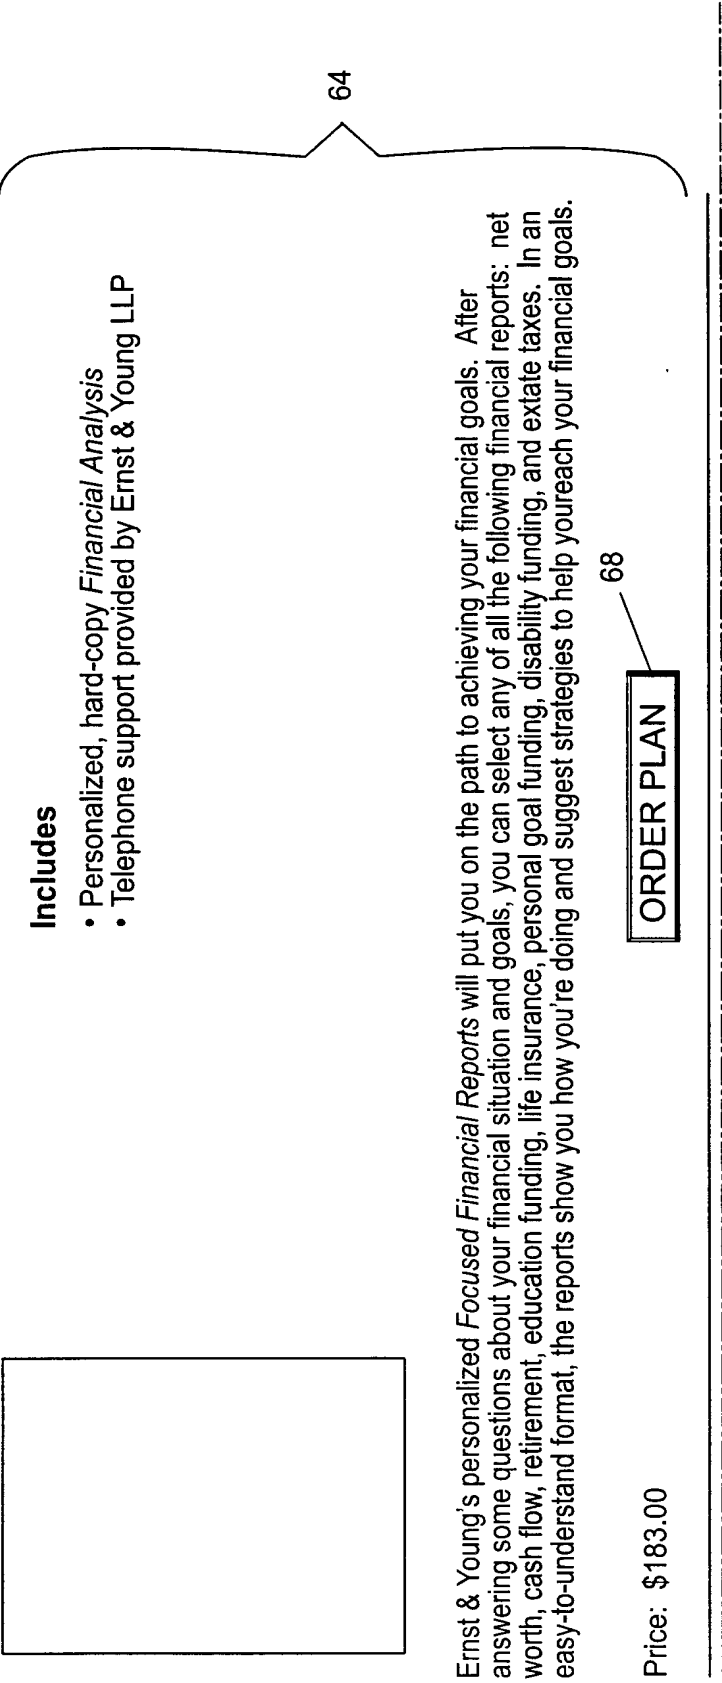 Includes
• Personalized, hard-copy Financial Analysis
• Telephone support provided by Ernst & Young LLP
64
Ernst & Young's personalized Focused Financial Reports will put you on the path to achieving your financial goals. After
answering some questions about your financial situation and goals, you can select any of all the following financial reports: net
worth, cash flow, retirement, education funding, life insurance, personal goal funding, disability funding, and extate taxes. In an
easy-to-understand format, the reports show you how you're doing and suggest strategies to help youreach your financial goals.
68
Price: $183.00
ORDER PLAN